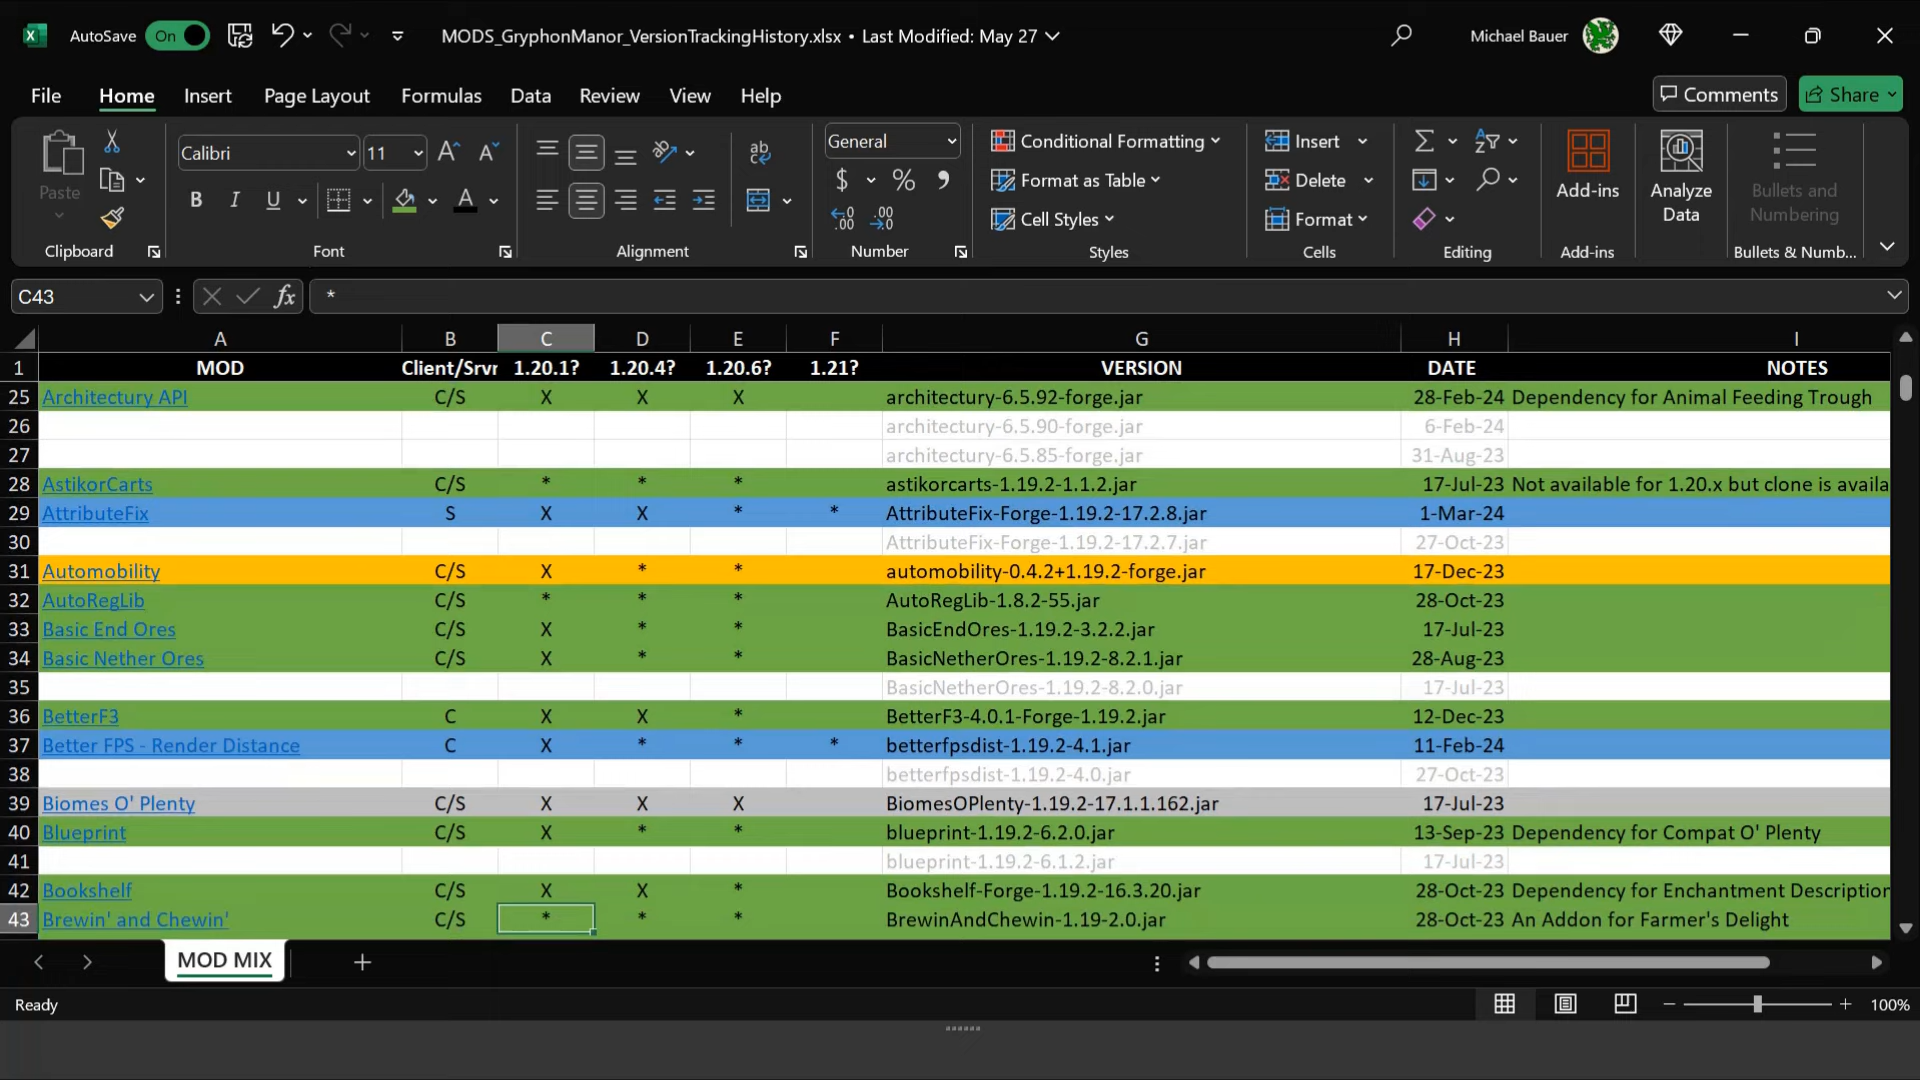 AutoSave On MODS_GryphonManor_VersionTrackingHistory.xlsx • Last Modified: May 27 Michael Bauer
File Home Insert Page Layout Formulas Data Review View Help Comments Share
Paste Calibri 11 General Conditional Formatting Insert Add-ins Analyze Data Bullets and Numbering
B I U A $ % Format as Table Delete
Cell Styles Format
Clipboard Font Alignment Number Styles Cells Editing Add-ins Bullets & Numb...
C43 fx *
A B C D E F G H I
1 MOD Client/Srvr 1.20.1? 1.20.4? 1.20.6? 1.21? VERSION DATE NOTES
25 Architectury API C/S X X X architectury-6.5.92-forge.jar 28-Feb-24 Dependency for Animal Feeding Trough
26 architectury-6.5.90-forge.jar 6-Feb-24
27 architectury-6.5.85-forge.jar 31-Aug-23
28 AstikorCarts C/S * * * astikorcarts-1.19.2-1.1.2.jar 17-Jul-23 Not available for 1.20.x but clone is availa
29 AttributeFix S X X * * AttributeFix-Forge-1.19.2-17.2.8.jar 1-Mar-24
30 AttributeFix-Forge-1.19.2-17.2.7.jar 27-Oct-23
31 Automobility C/S X * * automobility-0.4.2+1.19.2-forge.jar 17-Dec-23
32 AutoRegLib C/S * * * AutoRegLib-1.8.2-55.jar 28-Oct-23
33 Basic End Ores C/S X * * BasicEndOres-1.19.2-3.2.2.jar 17-Jul-23
34 Basic Nether Ores C/S X * * BasicNetherOres-1.19.2-8.2.1.jar 28-Aug-23
35 BasicNetherOres-1.19.2-8.2.0.jar 17-Jul-23
36 BetterF3 C X X * BetterF3-4.0.1-Forge-1.19.2.jar 12-Dec-23
37 Better FPS - Render Distance C X * * * betterfpsdist-1.19.2-4.1.jar 11-Feb-24
38 betterfpsdist-1.19.2-4.0.jar 27-Oct-23
39 Biomes O' Plenty C/S X X X BiomesOPlenty-1.19.2-17.1.1.162.jar 17-Jul-23
40 Blueprint C/S X * * blueprint-1.19.2-6.2.0.jar 13-Sep-23 Dependency for Compat O' Plenty
41 blueprint-1.19.2-6.1.2.jar 17-Jul-23
42 Bookshelf C/S X X * Bookshelf-Forge-1.19.2-16.3.20.jar 28-Oct-23 Dependency for Enchantment Description
43 Brewin' and Chewin' C/S * * * BrewinAndChewin-1.19-2.0.jar 28-Oct-23 An Addon for Farmer's Delight
MOD MIX
Ready 100%